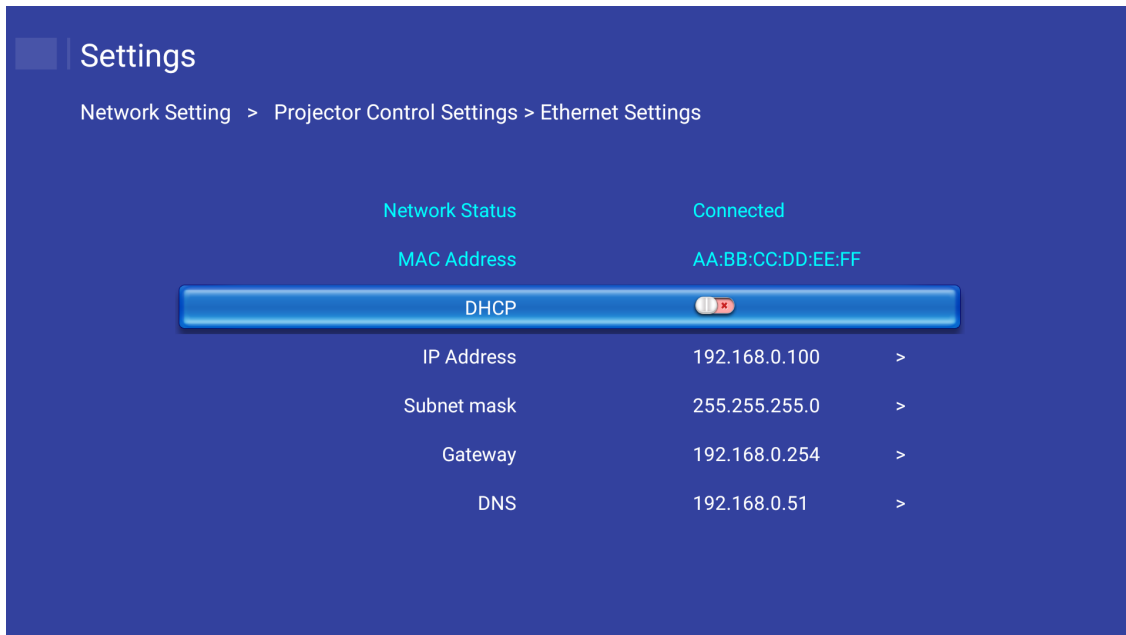 Settings
Network Setting > Projector Control Settings > Ethernet Settings
Network Status Connected
MAC Address AA:BB:CC:DD:EE:FF
DHCP
IP Address 192.168.0.100 >
Subnet mask 255.255.255.0 >
Gateway 192.168.0.254 >
DNS 192.168.0.51 >